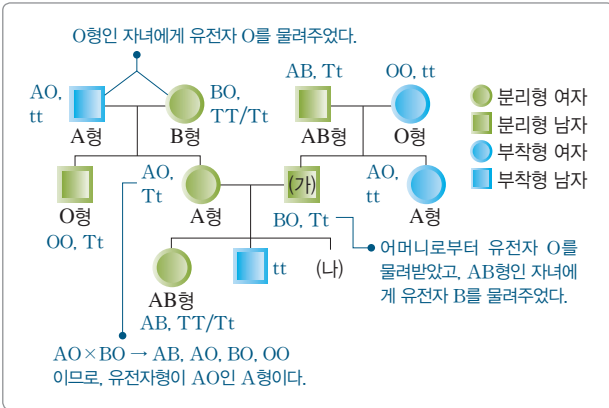 O형인 자녀에게 유전자 O를 물려주었다.
AO,
tt
A형
BO,
TT/Tt
B형
AB, Tt
AB형
OO, tt
O형
분리형 여자
분리형 남자
부착형 여자
부착형 남자
O형
OO, Tt
AO,
Tt
A형
(가)
BO, Tt
AO,
tt
A형
AB형
AB, TT/Tt
tt
(나)
어머니로부터 유전자 O를
물려받았고, AB형인 자녀에
게 유전자 B를 물려주었다.
AO×BO → AB, AO, BO, OO
이므로, 유전자형이 AO인 A형이다.